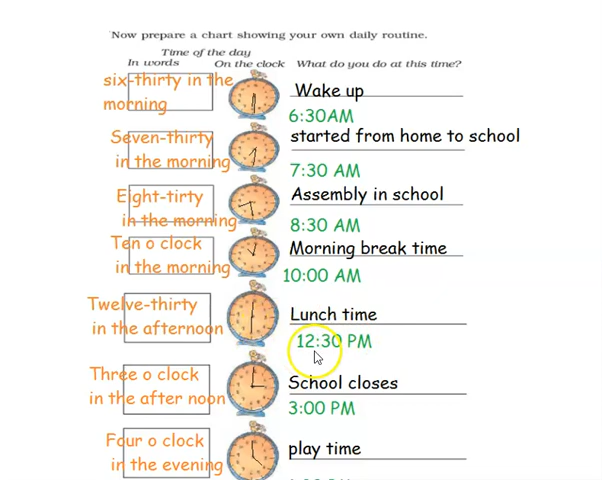 Now prepare a chart showing your own daily routine.
Time of the day
In words On the clock What do you do at this time?
six-thirty in the
morning
Wake up
6:30AM
Seven-thirty
in the morning
started from home to school
7:30 AM
Eight-tirty
in the morning
Assembly in school
8:30 AM
Ten o clock
in the morning
Morning break time
10:00 AM
Twelve-thirty
in the afternoon
Lunch time
12:30 PM
Three o clock
in the after noon
School closes
3:00 PM
Four o clock
in the evening
play time